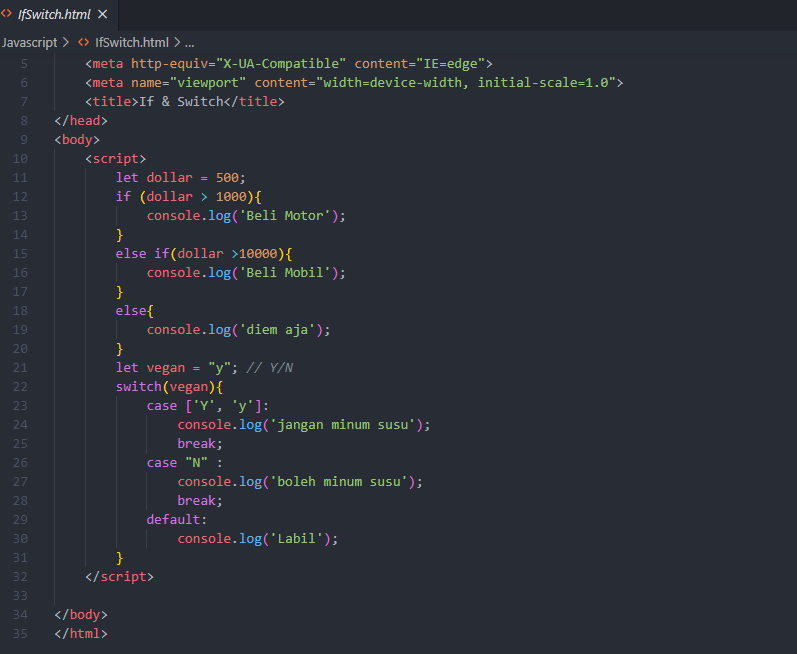 <> IfSwitch.html ×
Javascript > <> IfSwitch.html > ...
5 <meta http-equiv="X-UA-Compatible" content="IE=edge">
6 <meta name="viewport" content="width=device-width, initial-scale=1.0">
7 <title>If & Switch</title>
8 </head>
9 <body>
10 <script>
11 let dollar = 500;
12 if (dollar > 1000){
13 console.log('Beli Motor');
14 }
15 else if(dollar >10000){
16 console.log('Beli Mobil');
17 }
18 else{
19 console.log('diem aja');
20 }
21 let vegan = "y"; // Y/N
22 switch(vegan){
23 case ['Y', 'y']:
24 console.log('jangan minum susu');
25 break;
26 case "N" :
27 console.log('boleh minum susu');
28 break;
29 default:
30 console.log('Labil');
31 }
32 </script>
33
34 </body>
35 </html>